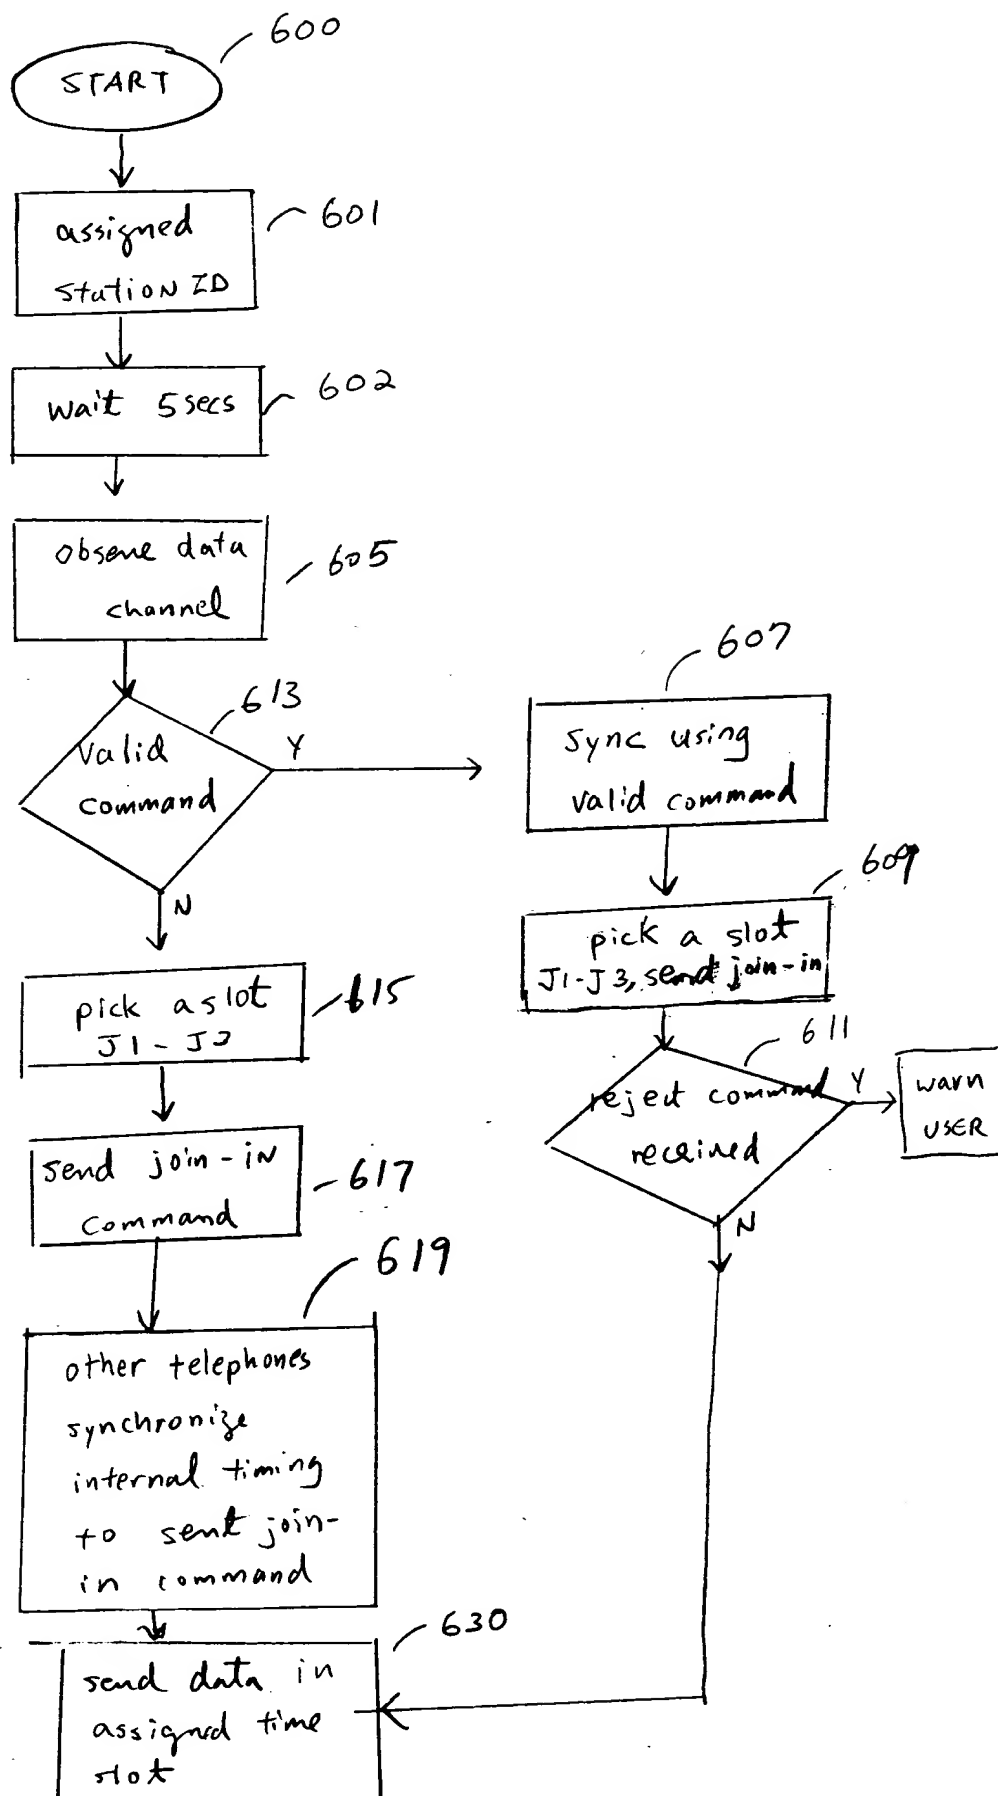 600
START
601
assigned
station ID
602
wait 5secs
605
observe data
channel
613
valid
command
Y
N
607
sync using
valid command
609
pick a slot
J1-J3, send join-in
611
reject command
received
Y
N
warn
USER
615
pick a slot
J1 - J3
617
send join-in
command
619
other telephones
synchronize
internal timing
to sent join-
in command
630
send data in
assigned time
slot